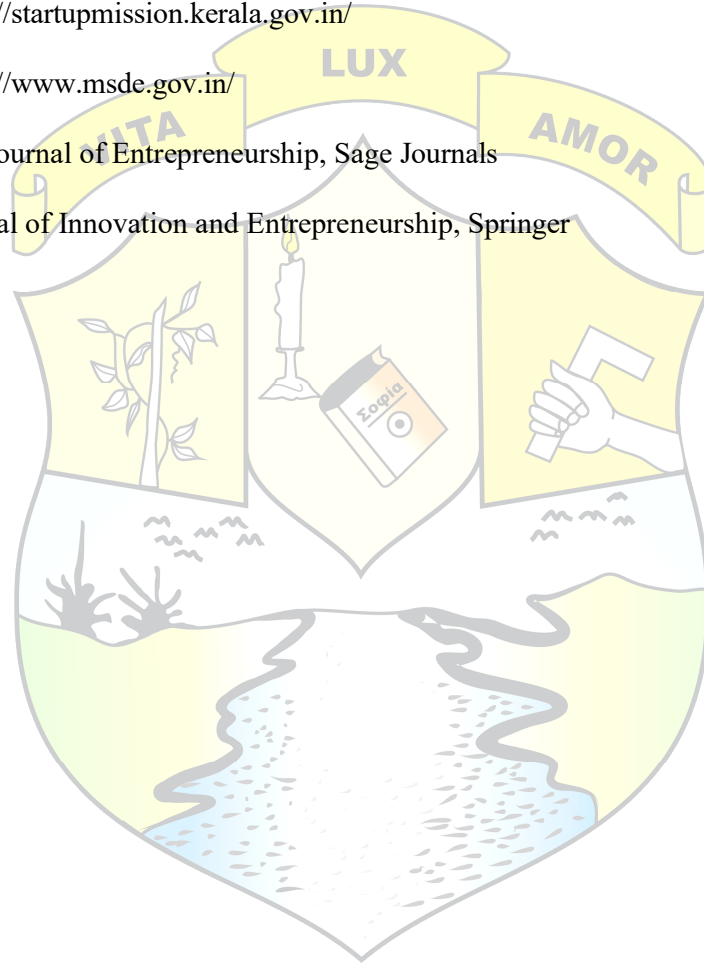 //startupmission.kerala.gov.in/
LUX
//www.msde.gov.in/
VITA
AMOR
ournal of Entrepreneurship, Sage Journals
al of Innovation and Entrepreneurship, Springer
Σοφία